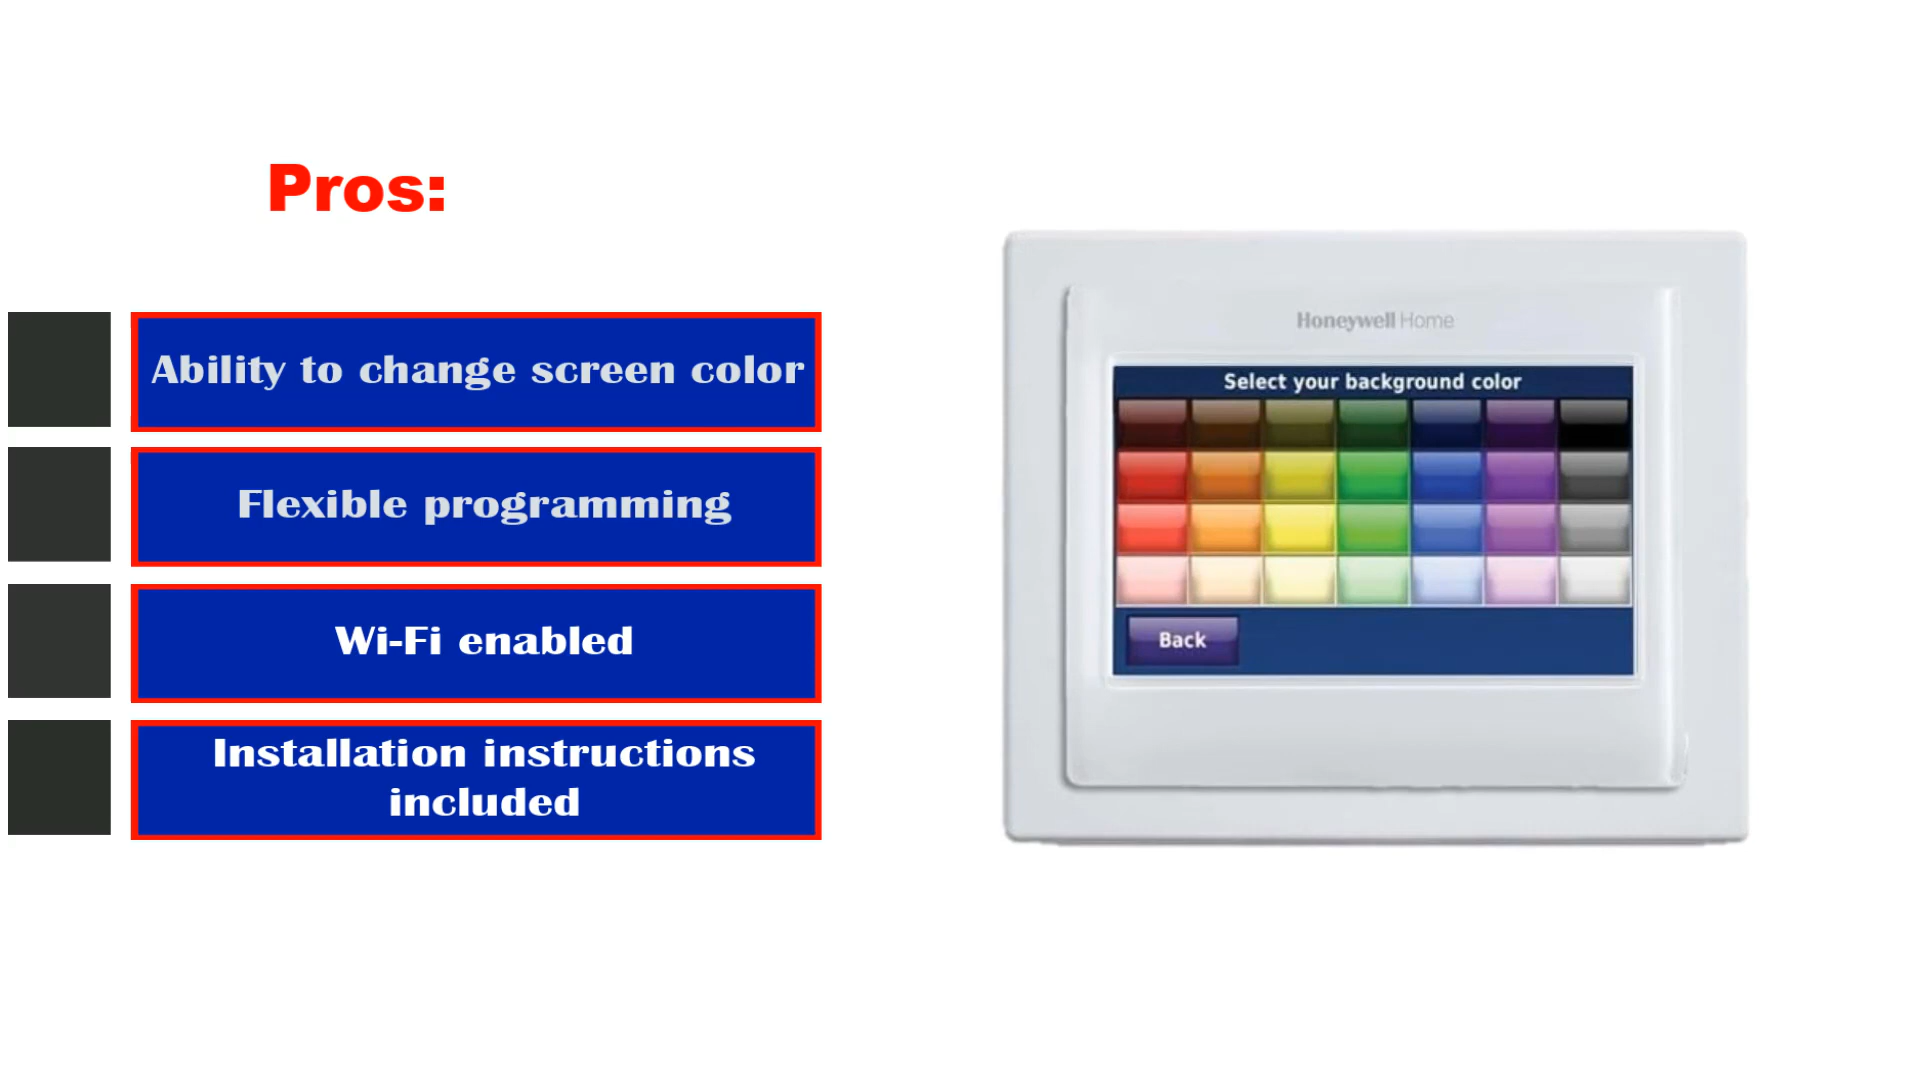 Pros:
Ability to change screen color
Flexible programming
Wi-Fi enabled
Installation instructions
included
Honeywell Home
Select your background color
Back